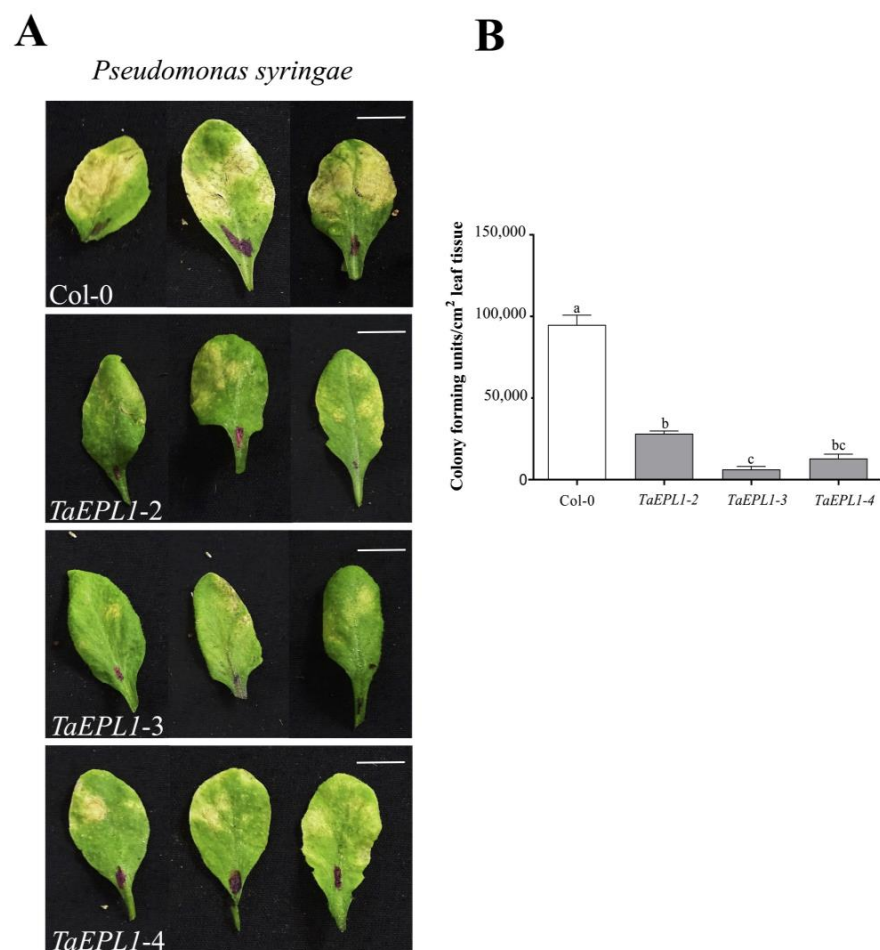 A
Pseudomonas syringae
Col-0
TaEPL1-2
TaEPL1-3
TaEPL1-4
B
Colony forming units/cm² leaf tissue
150,000
100,000
50,000
0
a
b
c
bc
Col-0
TaEPL1-2
TaEPL1-3
TaEPL1-4